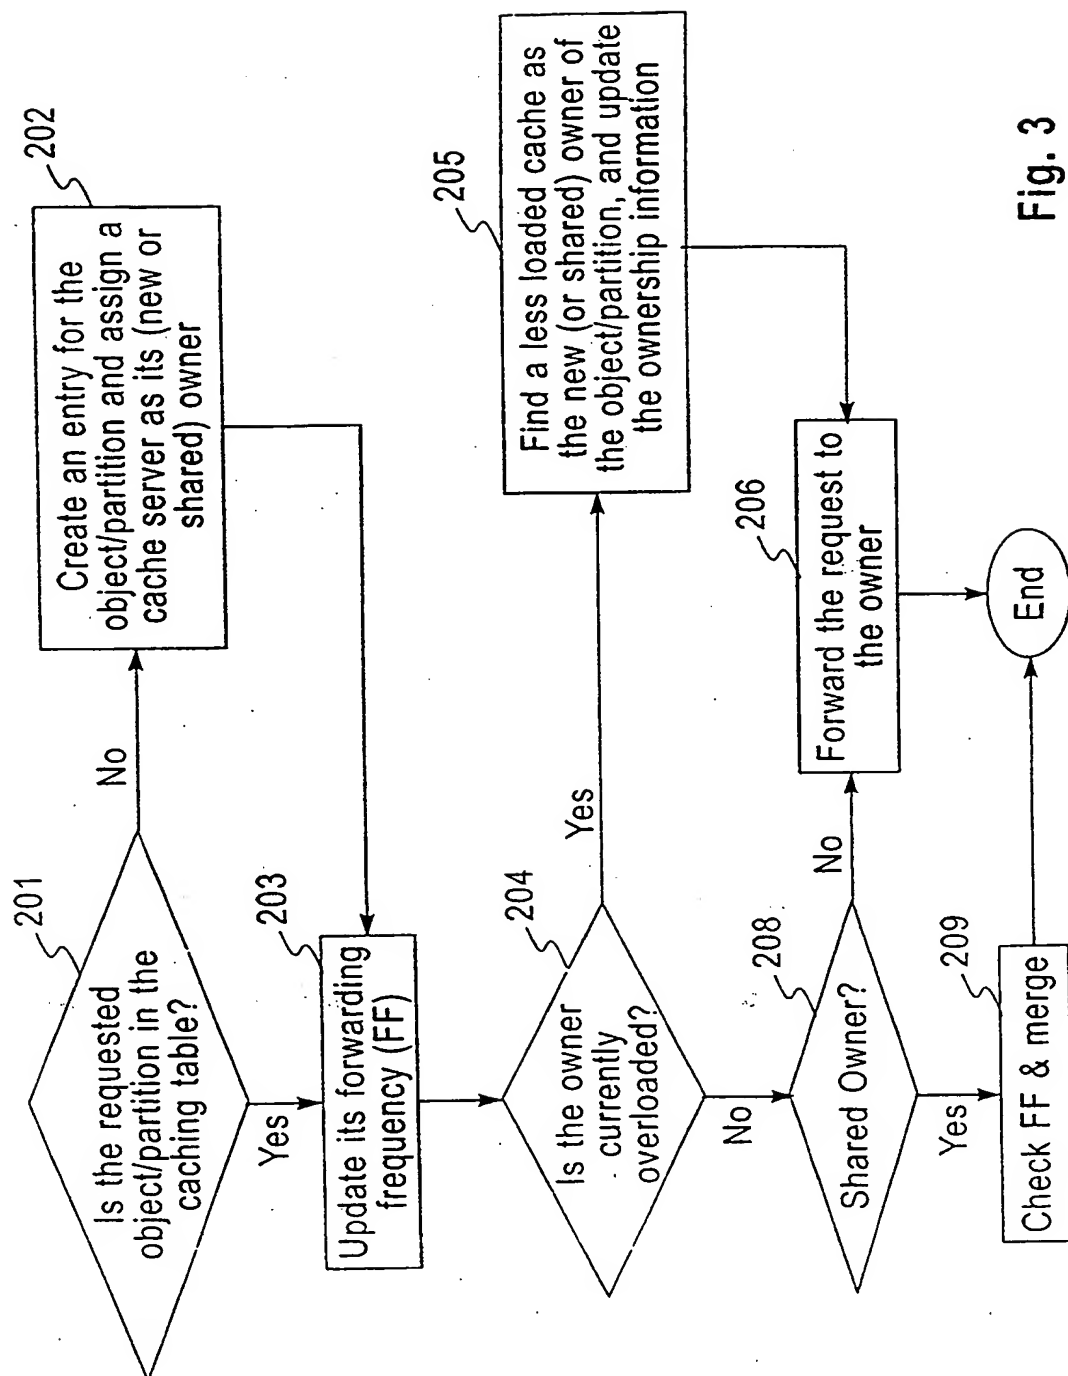 201
Is the requested
object/partition in the
caching table?
No
202
Create an entry for the
object/partition and assign a
cache server as its (new or
shared) owner
Yes
203
Update its forwarding
frequency (FF)
204
Is the owner
currently
overloaded?
Yes
205
Find a less loaded cache as
the new (or shared) owner of
the object/partition, and update
the ownership information
No
208
Shared Owner?
No
206
Forward the request to
the owner
Yes
209
Check FF & merge
End
Fig. 3